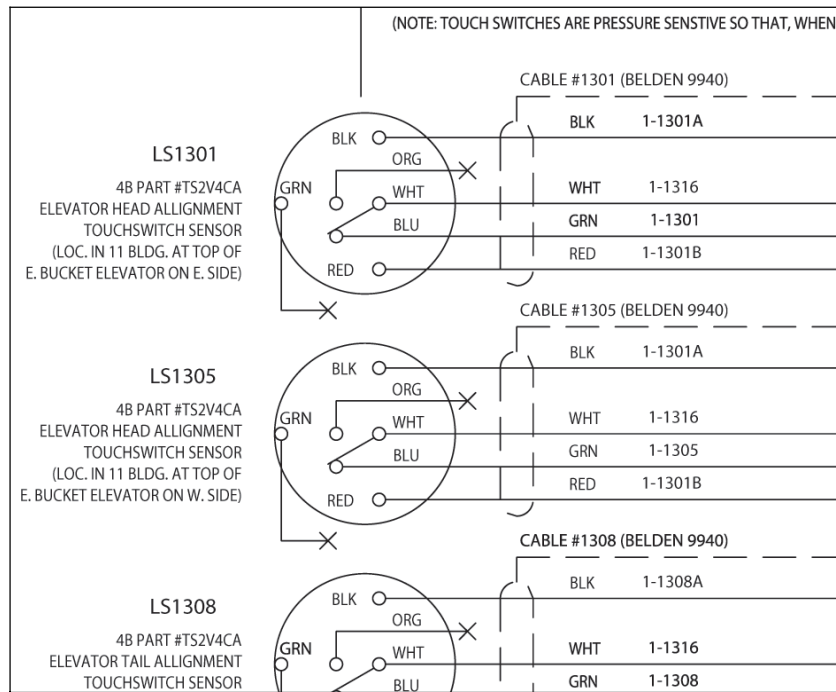 (NOTE: TOUCH SWITCHES ARE PRESSURE SENSTIVE SO THAT, WHEN
CABLE #1301 (BELDEN 9940)
BLK
BLK 1-1301A
LS1301
ORG
4B PART #TS2V4CA
GRN
WHT
WHT 1-1316
ELEVATOR HEAD ALLIGNMENT
TOUCHSWITCH SENSOR
BLU
GRN 1-1301
(LOC. IN 11 BLDG. AT TOP OF
E. BUCKET ELEVATOR ON E. SIDE)
RED
RED 1-1301B
CABLE #1305 (BELDEN 9940)
BLK
BLK 1-1301A
LS1305
ORG
4B PART #TS2V4CA
GRN
WHT
WHT 1-1316
ELEVATOR HEAD ALLIGNMENT
TOUCHSWITCH SENSOR
BLU
GRN 1-1305
(LOC. IN 11 BLDG. AT TOP OF
E. BUCKET ELEVATOR ON W. SIDE)
RED
RED 1-1301B
CABLE #1308 (BELDEN 9940)
BLK
BLK 1-1308A
LS1308
ORG
4B PART #TS2V4CA
GRN
WHT
WHT 1-1316
ELEVATOR TAIL ALLIGNMENT
TOUCHSWITCH SENSOR
BLU
GRN 1-1308